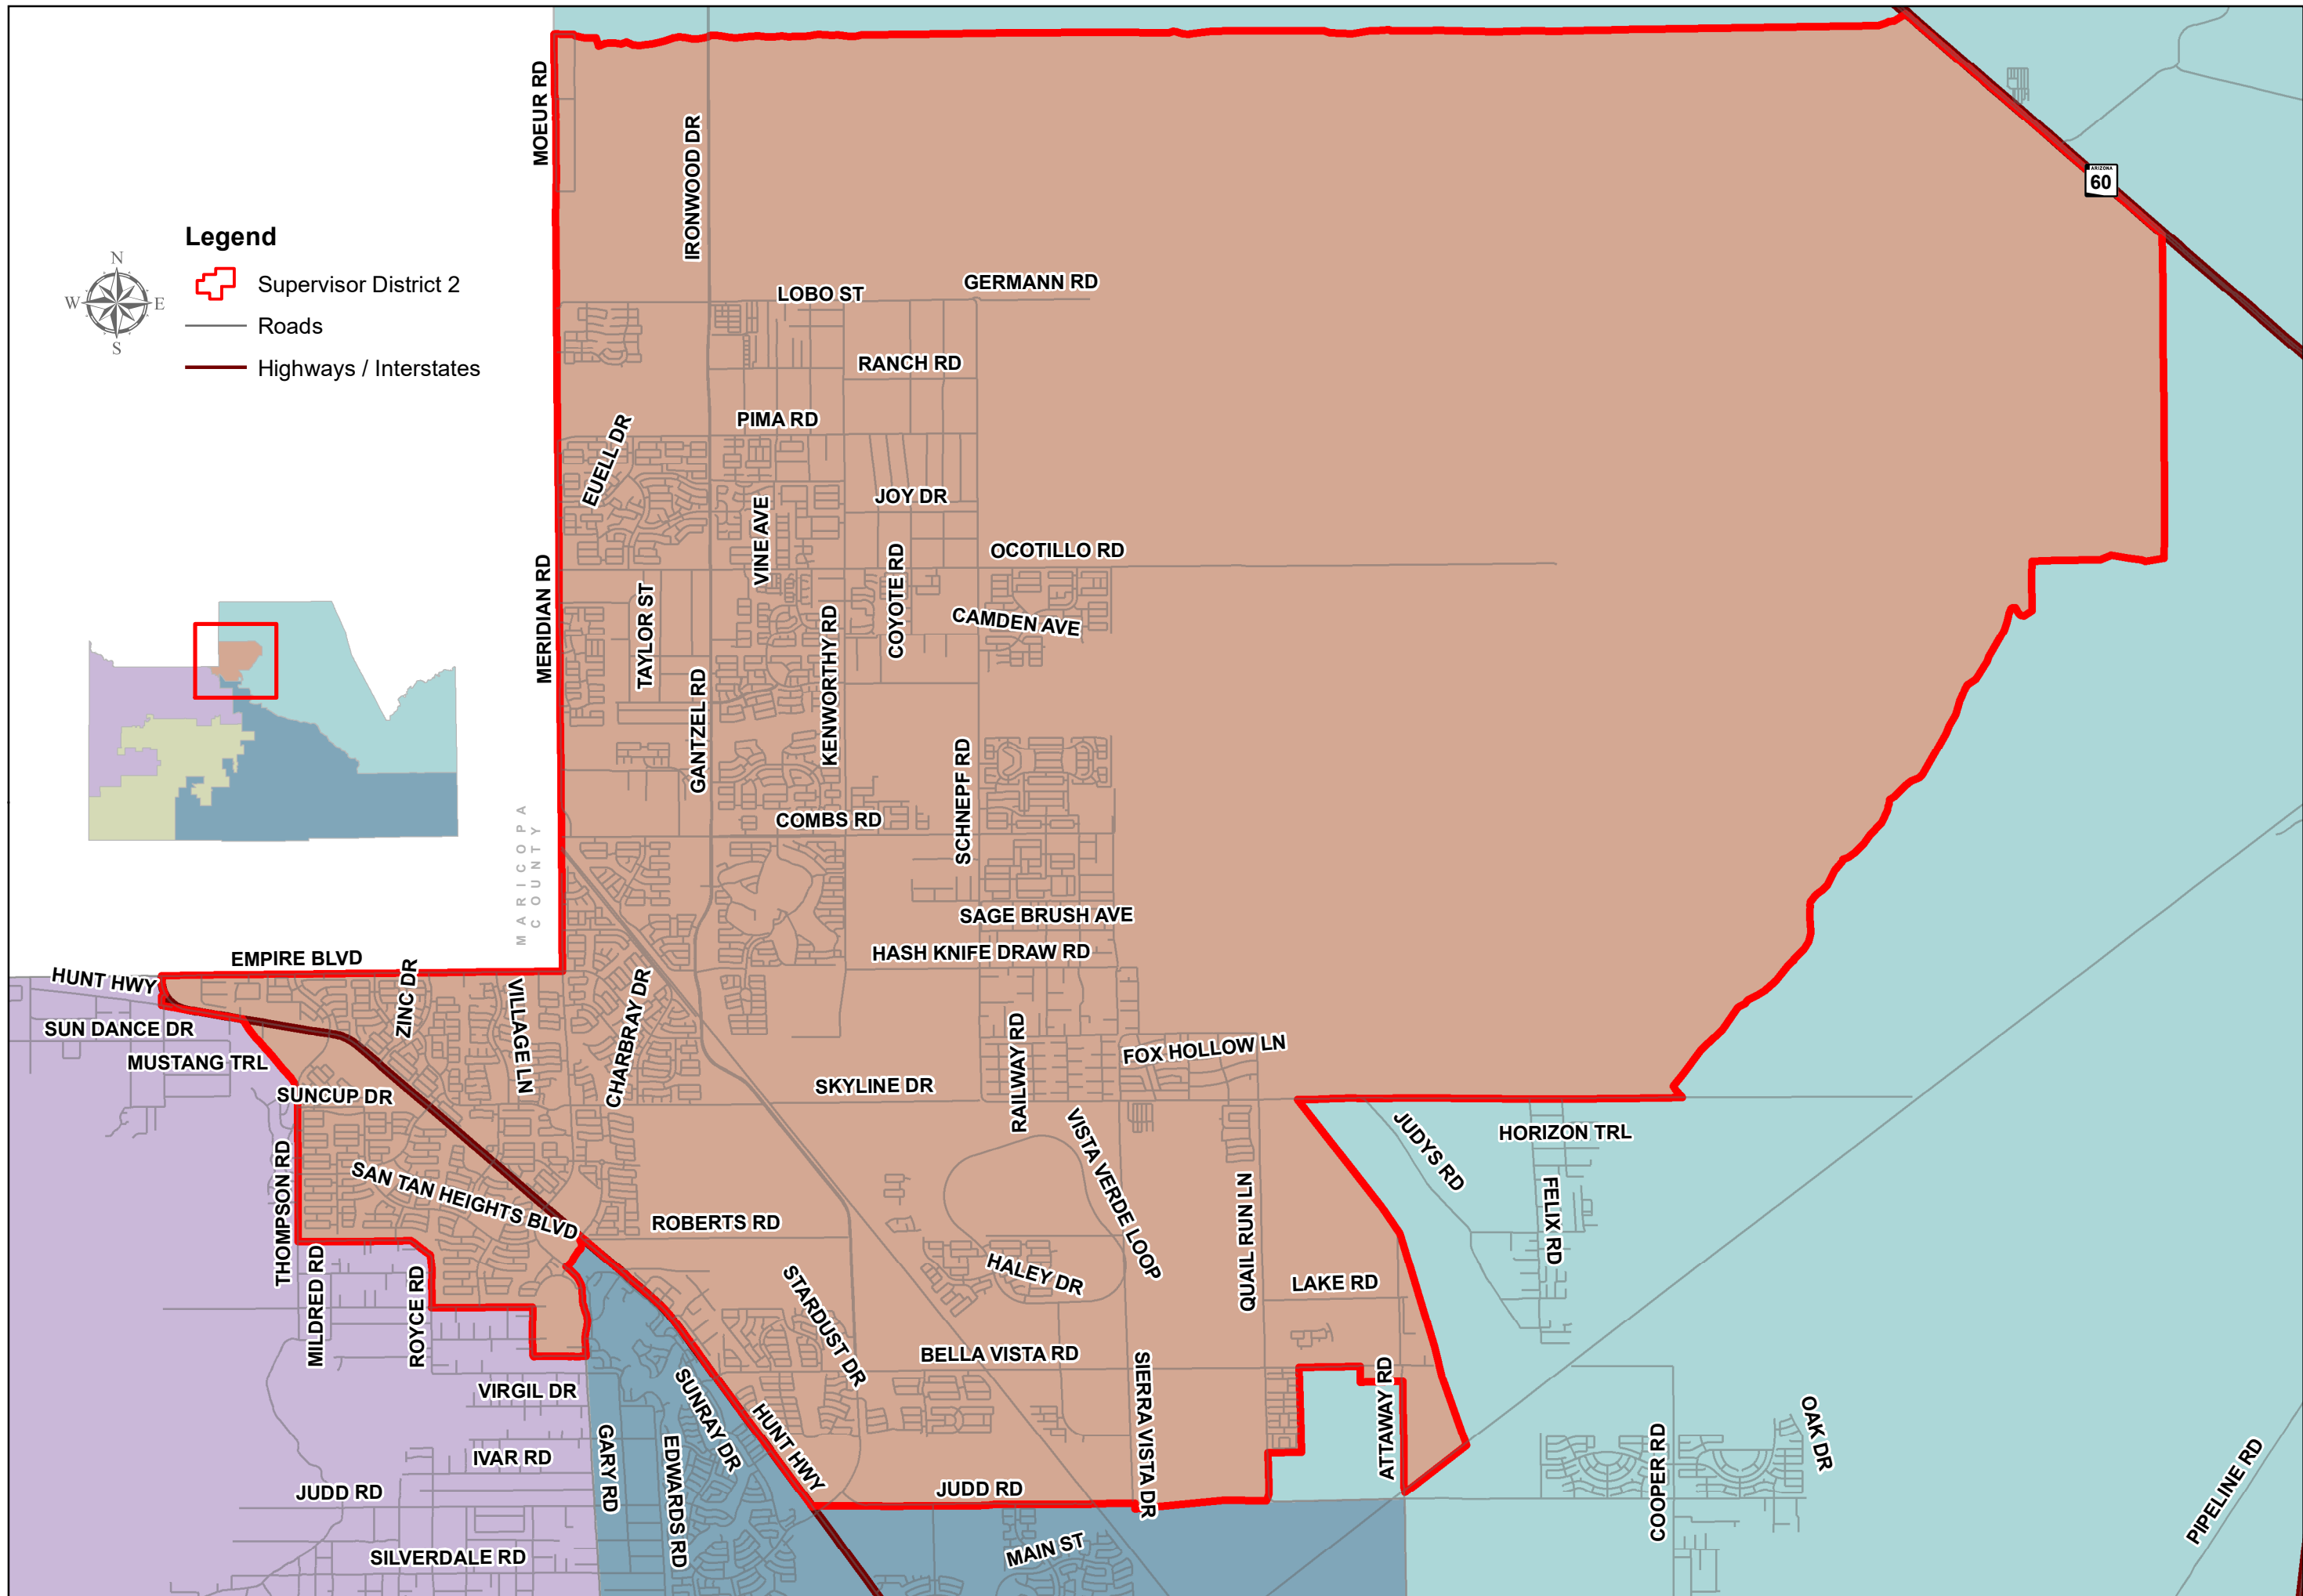 MOEUR RD
IRONWOOD DR
ARIZONA
60
Legend
N
W
E
S
Supervisor District 2
Roads
Highways / Interstates
LOBO ST
GERMANN RD
RANCH RD
PIMA RD
EUELL DR
JOY DR
VINE AVE
OCOTILLO RD
COYOTE RD
MERIDIAN RD
TAYLOR ST
CAMDEN AVE
KENWORTHY RD
GANTZEL RD
SCHNEPF RD
COMBS RD
MARICOPA
COUNTY
SAGE BRUSH AVE
HASH KNIFE DRAW RD
EMPIRE BLVD
HUNT HWY
ZINC DR
VILLAGE LN
CHARBRAY DR
SUN DANCE DR
MUSTANG TRL
RAILWAY RD
FOX HOLLOW LN
SKYLINE DR
SUNCUP DR
VISTA VERDE LOOP
JUDYS RD
HORIZON TRL
THOMPSON RD
SAN TAN HEIGHTS BLVD
ROBERTS RD
QUAIL RUN LN
FELIX RD
HALEY DR
LAKE RD
MILDRED RD
ROYCE RD
STARDUST DR
BELLA VISTA RD
VIRGIL DR
SUNRAY DR
HUNT HWY
SIERRA VISTA DR
ATTAWAY RD
OAK DR
COOPER RD
GARY RD
EDWARDS RD
IVAR RD
JUDD RD
JUDD RD
PIPELINE RD
SILVERDALE RD
MAIN ST